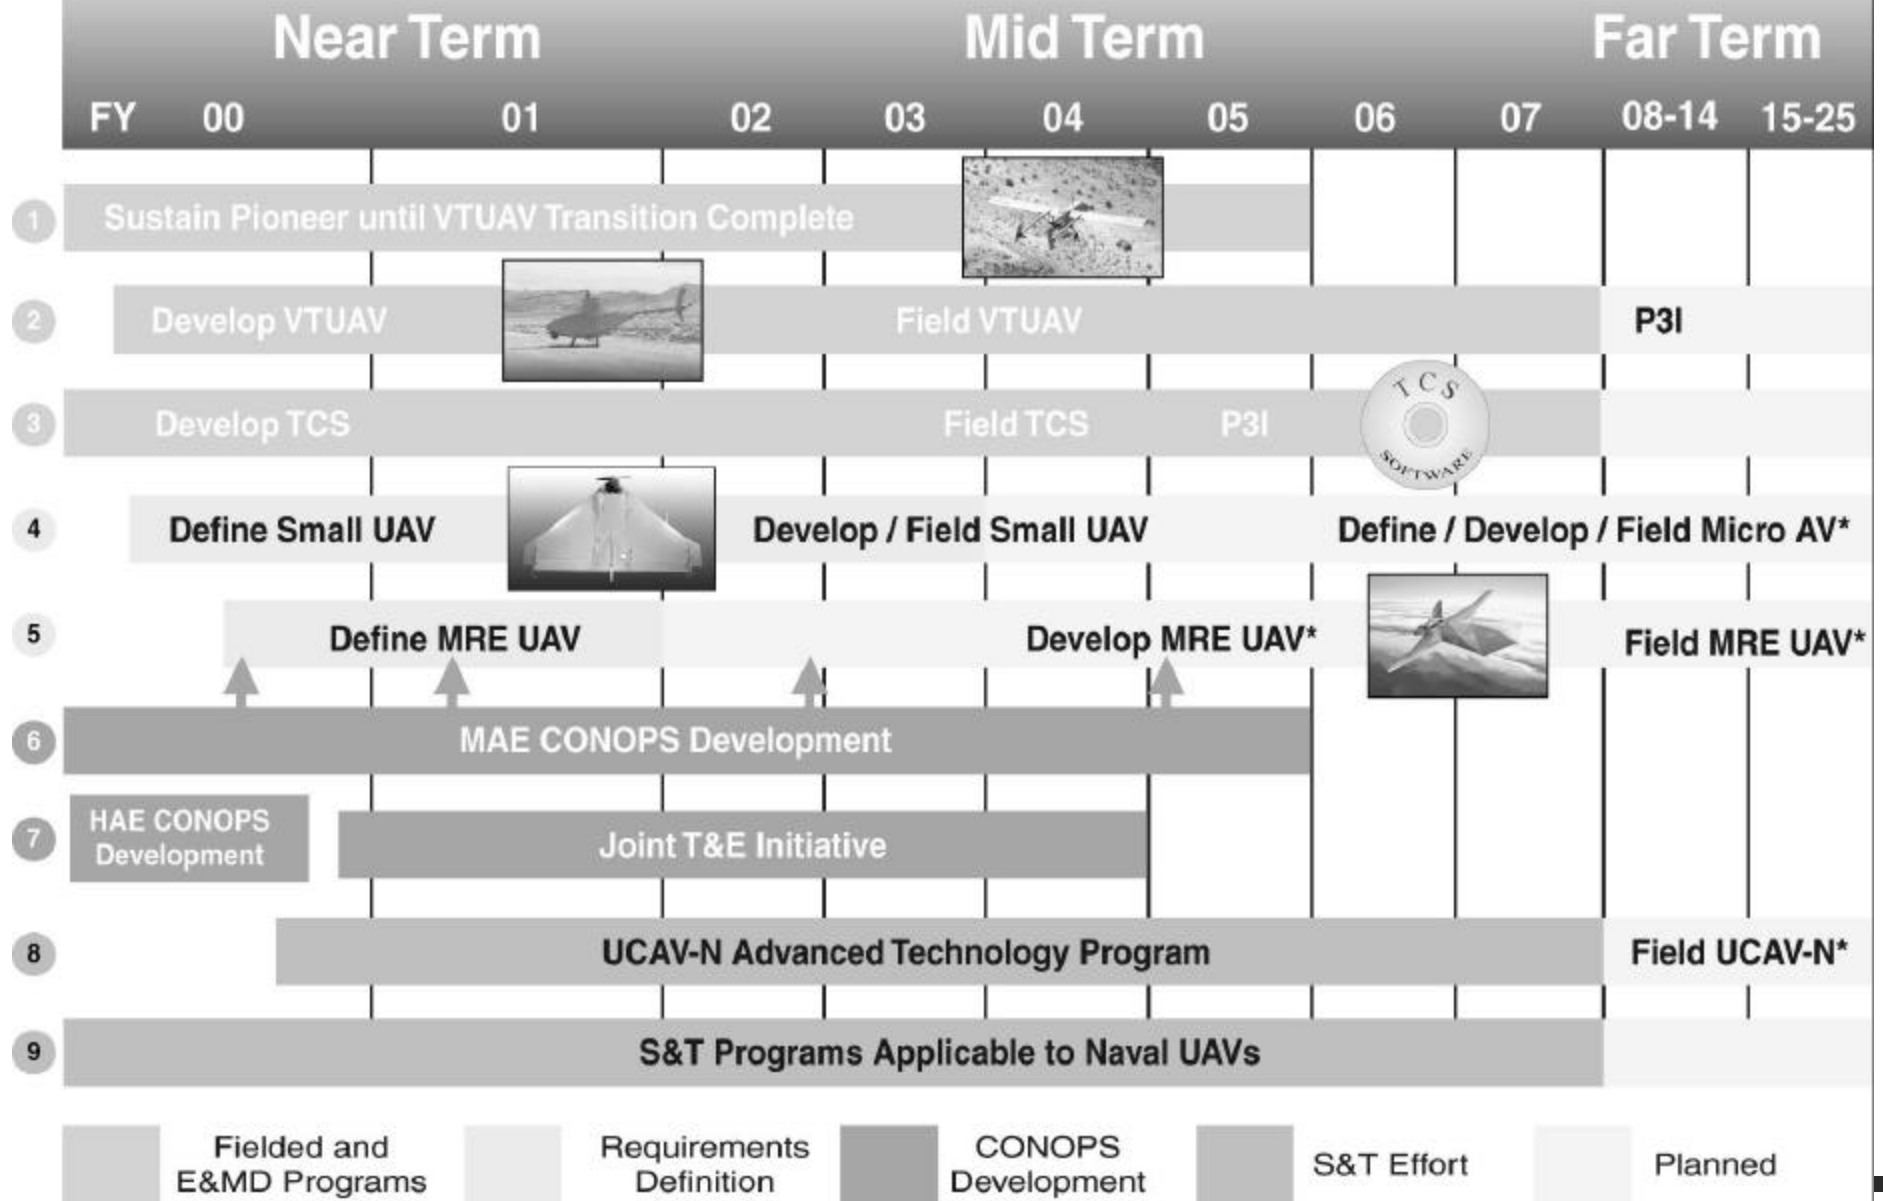 Near Term Mid Term Far Term
FY 00 01 02 03 04 05 06 07 08-14 15-25
1 Sustain Pioneer until VTUAV Transition Complete
2 Develop VTUAV Field VTUAV P3I
3 Develop TCS Field TCS P3I
TCS
SOFTWARE
4 Define Small UAV Develop / Field Small UAV Define / Develop / Field Micro AV*
5 Define MRE UAV Develop MRE UAV* Field MRE UAV*
6 MAE CONOPS Development
7 HAE CONOPS
Development
Joint T&E Initiative
8 UCAV-N Advanced Technology Program Field UCAV-N*
9 S&T Programs Applicable to Naval UAVs
Fielded and
E&MD Programs
Requirements
Definition
CONOPS
Development
S&T Effort
Planned